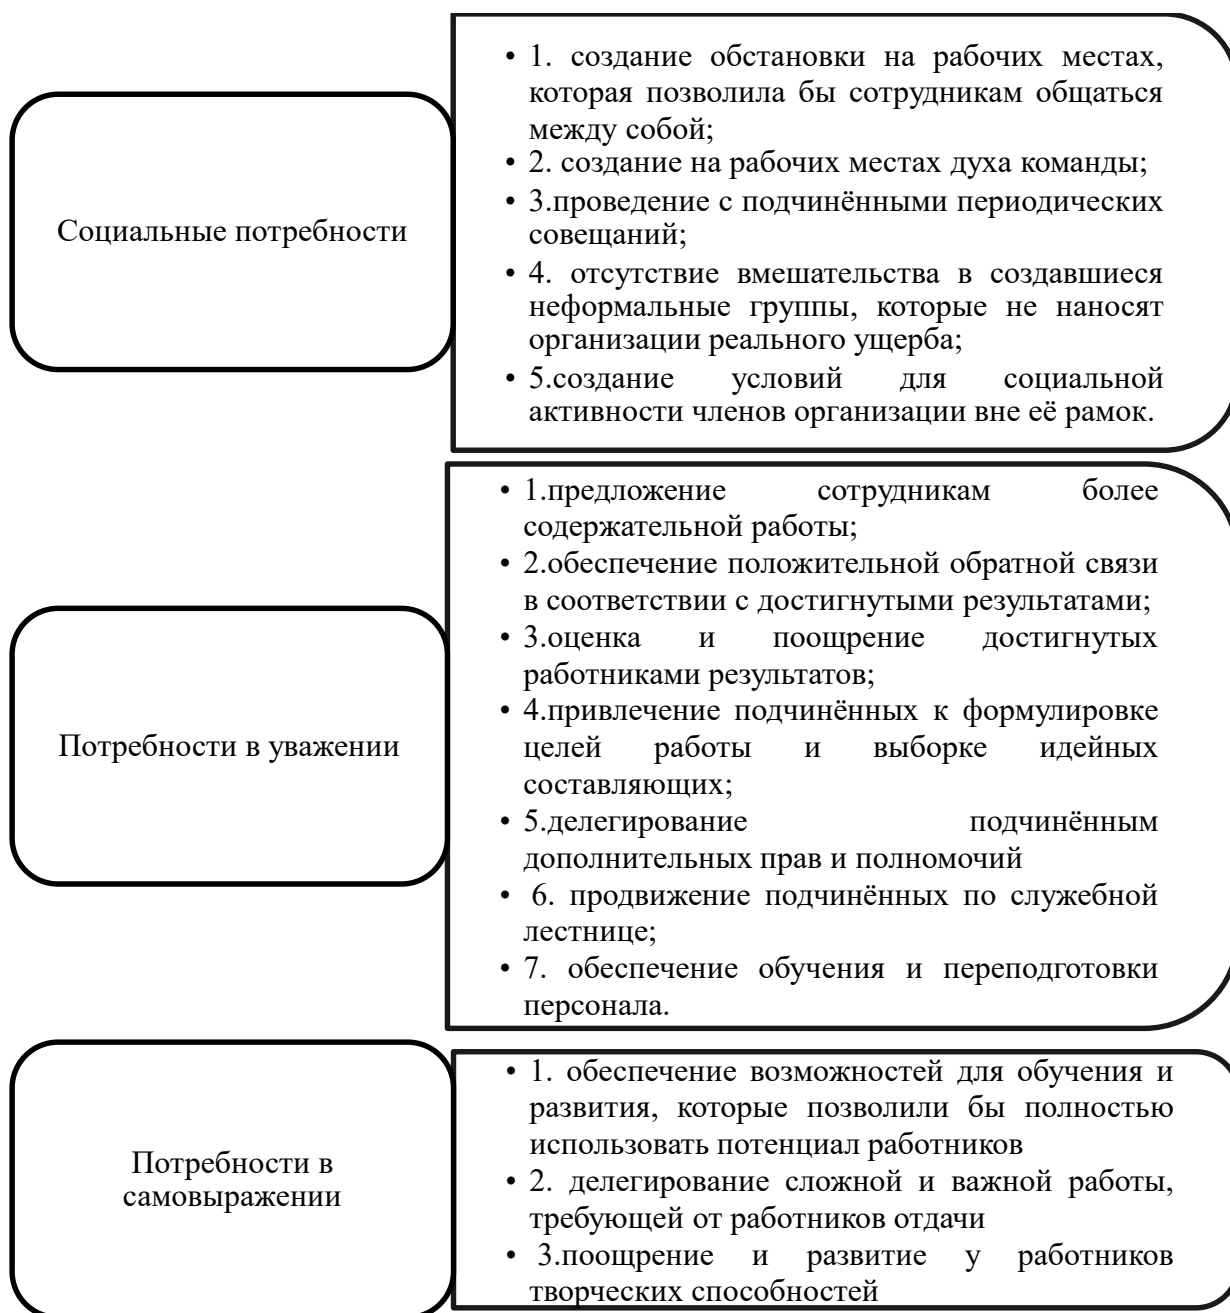 Социальные потребности
• 1. создание обстановки на рабочих местах,
которая позволила бы сотрудникам общаться
между собой;
• 2. создание на рабочих местах духа команды;
• 3.проведение с подчинёнными периодических
совещаний;
• 4. отсутствие вмешательства в создавшиеся
неформальные группы, которые не наносят
организации реального ущерба;
• 5.создание условий для социальной
активности членов организации вне её рамок.
Потребности в уважении
• 1.предложение сотрудникам более
содержательной работы;
• 2.обеспечение положительной обратной связи
в соответствии с достигнутыми результатами;
• 3.оценка и поощрение достигнутых
работниками результатов;
• 4.привлечение подчинённых к формулировке
целей работы и выборке идейных
составляющих;
• 5.делегирование подчинённым
дополнительных прав и полномочий
• 6. продвижение подчинённых по служебной
лестнице;
• 7. обеспечение обучения и переподготовки
персонала.
Потребности в
самовыражении
• 1. обеспечение возможностей для обучения и
развития, которые позволили бы полностью
использовать потенциал работников
• 2. делегирование сложной и важной работы,
требующей от работников отдачи
• 3.поощрение и развитие у работников
творческих способностей